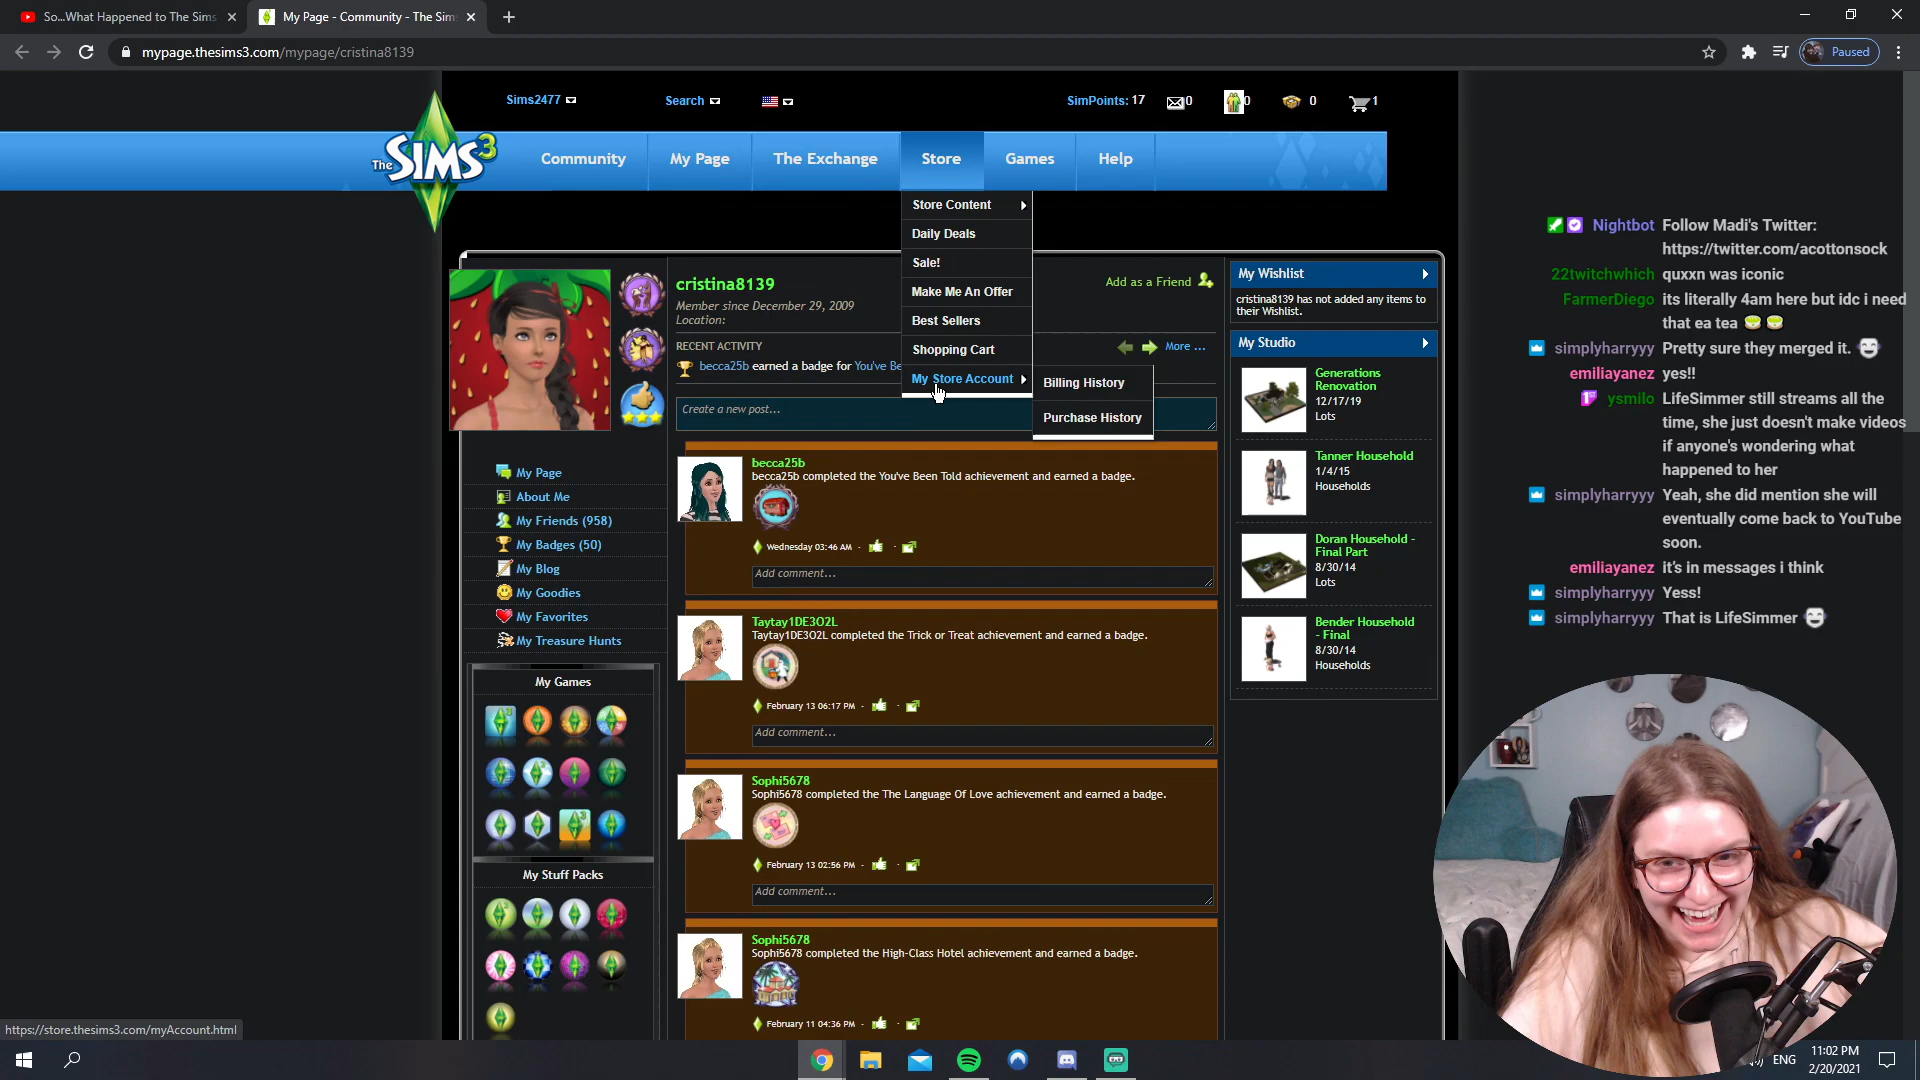 So...What Happened to The Sims
My Page - Community - The Sim
mypage.thesims3.com/mypage/cristina8139
Paused
Sims2477
Search
SimPoints: 17
0
0
0
1
The SIMS 3
Community
My Page
The Exchange
Store
Games
Help
Store Content
Daily Deals
Sale!
Make Me An Offer
Best Sellers
Shopping Cart
My Store Account
Billing History
Purchase History
cristina8139
Member since December 29, 2009
Location:
Add as a Friend
RECENT ACTIVITY
More ...
becca25b earned a badge for You've Be
Create a new post...
My Page
About Me
My Friends (958)
My Badges (50)
My Blog
My Goodies
My Favorites
My Treasure Hunts
My Games
My Stuff Packs
becca25b
becca25b completed the You've Been Told achievement and earned a badge.
Wednesday 03:46 AM
Add comment...
Taytay1DE3O2L
Taytay1DE3O2L completed the Trick or Treat achievement and earned a badge.
February 13 06:17 PM
Add comment...
Sophi5678
Sophi5678 completed the The Language Of Love achievement and earned a badge.
February 13 02:56 PM
Add comment...
Sophi5678
Sophi5678 completed the High-Class Hotel achievement and earned a badge.
February 11 04:36 PM
My Wishlist
cristina8139 has not added any items to
their Wishlist.
My Studio
Generations
Renovation
12/17/19
Lots
Tanner Household
1/4/15
Households
Doran Household -
Final Part
8/30/14
Lots
Bender Household
- Final
8/30/14
Households
Nightbot Follow Madi's Twitter:
https://twitter.com/acottonsock
22twitchwhich quxxn was iconic
FarmerDiego its literally 4am here but idc i need
that ea tea
simplyharryyy Pretty sure they merged it.
emiliayanez yes!!
ysmilo LifeSimmer still streams all the
time, she just doesn't make videos
if anyone's wondering what
happened to her
simplyharryyy Yeah, she did mention she will
eventually come back to YouTube
soon.
emiliayanez it's in messages i think
simplyharryyy Yess!
simplyharryyy That is LifeSimmer
https://store.thesims3.com/myAccount.html
ENG
11:02 PM
2/20/2021